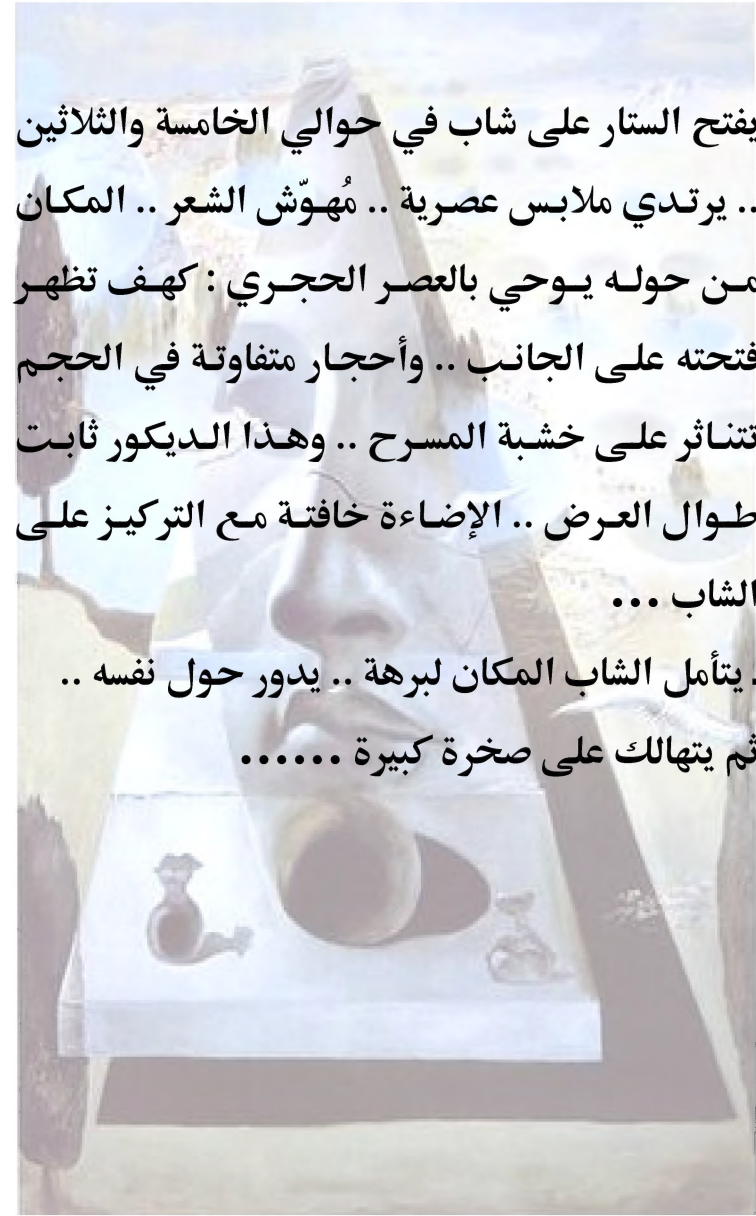 يفتح الستار على شاب في حوالي الخامسة والثلاثين
.. يرتدي ملابس عصرية .. مُهوّش الشعر .. المكان
من حوله يوحي بالعصر الحجري : كهف تظهر
فتحته على الجانب .. وأحجار متفاوتة في الحجم
تتناثر على خشبة المسرح .. وهذا الديكور ثابت
طوال العرض .. الإضاءة خافتة مع التركيز على
الشاب ...
. يتأمل الشاب المكان لبرهة .. يدور حول نفسه ..
ثم يتهالك على صخرة كبيرة ......